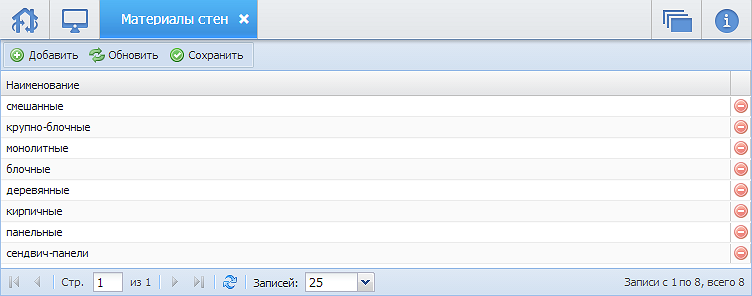 Материалы стен
Добавить Обновить Сохранить
Наименование
смешанные
крупно-блочные
монолитные
блочные
деревянные
кирпичные
панельные
сендвич-панели
Стр. 1 из 1 Записей: 25 Записи с 1 по 8, всего 8